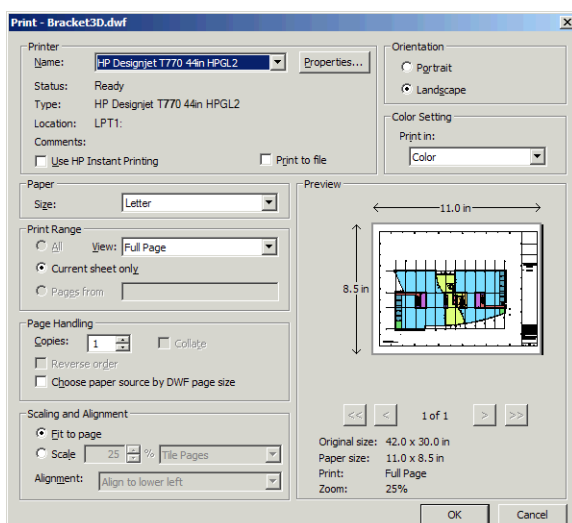 Print - Bracket3D.dwf
Printer
Name: HP Designjet T770 44in HPGL2 Properties...
Status: Ready
Type: HP Designjet T770 44in HPGL2
Location: LPT1:
Comments:
Use HP Instant Printing Print to file
Orientation
Portrait
Landscape
Color Setting
Print in:
Color
Paper
Size: Letter
Print Range
All View: Full Page
Current sheet only
Pages from
Page Handling
Copies: 1 Collate
Reverse order
Choose paper source by DWF page size
Scaling and Alignment
Fit to page
Scale 25 % Tile Pages
Alignment: Align to lower left
Preview
11.0 in
8.5 in
<< < 1 of 1 > >>
Original size: 42.0 x 30.0 in
Paper size: 11.0 x 8.5 in
Print: Full Page
Zoom: 25%
OK Cancel